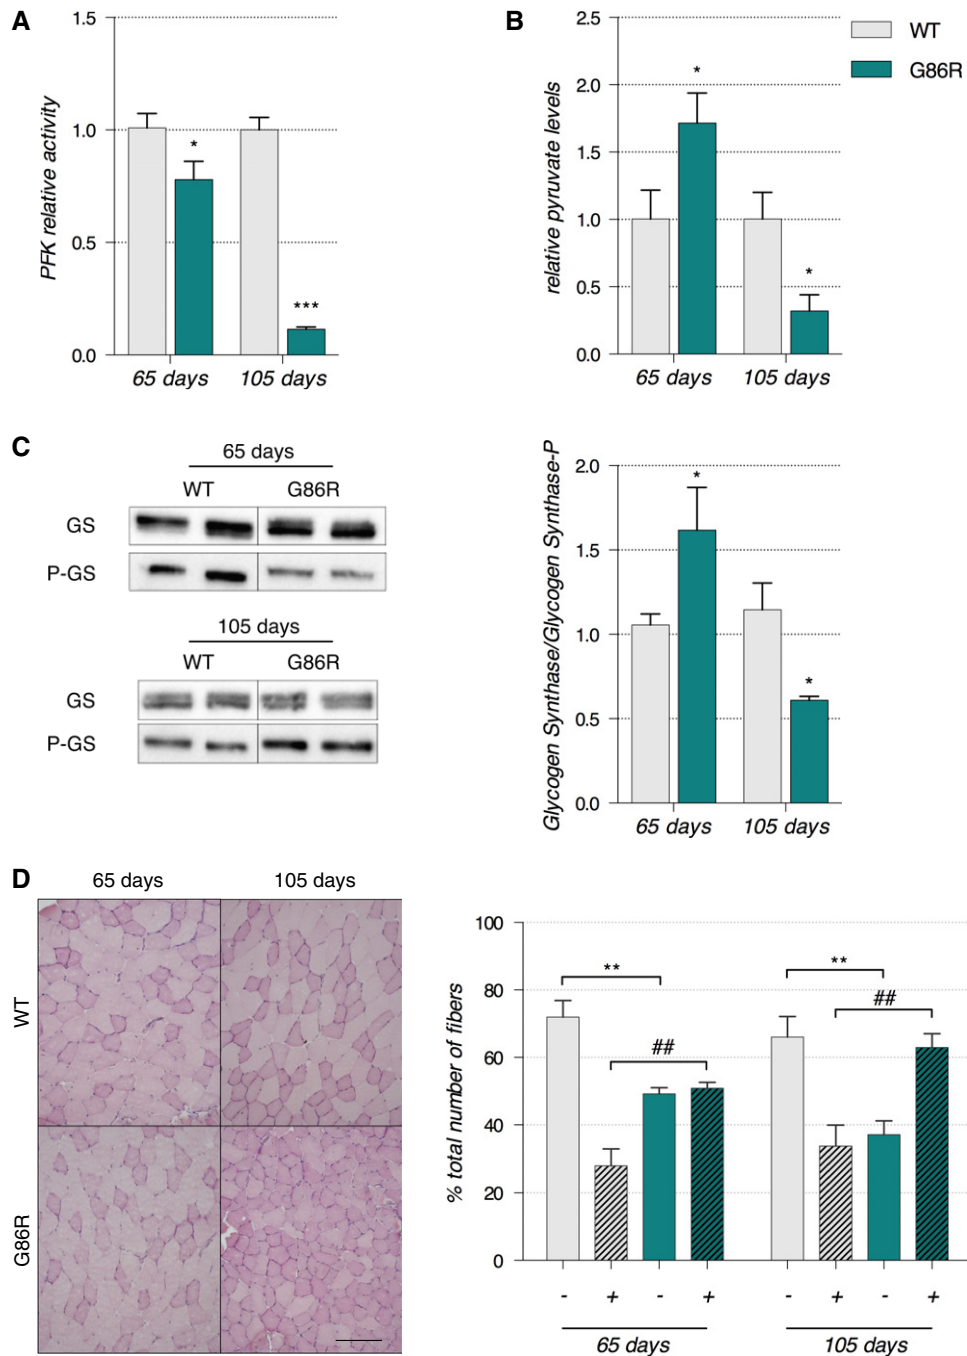 A
PFK relative activity
1.5
1.0
0.5
0.0
*
***
65 days
105 days
B
relative pyruvate levels
2.5
2.0
1.5
1.0
0.5
0.0
*
*
65 days
105 days
WT
G86R
C
65 days
WT
G86R
GS
P-GS
105 days
WT
G86R
GS
P-GS
Glycogen Synthase/Glycogen Synthase-P
2.0
1.5
1.0
0.5
0.0
*
*
65 days
105 days
D
65 days
105 days
WT
G86R
% total number of fibers
100
80
60
40
20
0
**
##
**
##
- + - + - + - +
65 days
105 days